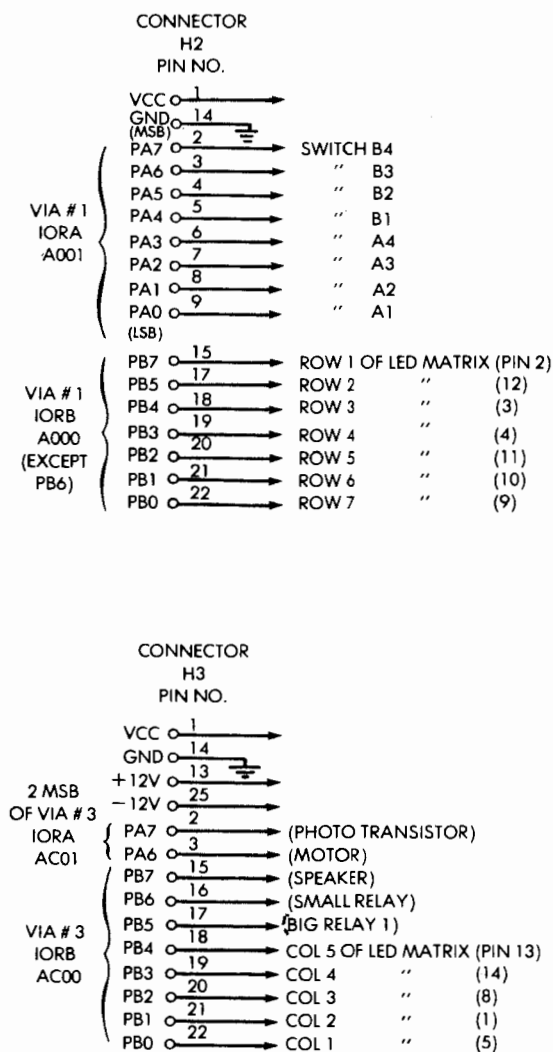 CONNECTOR
H2
PIN NO.
VCC 1
GND 14
(MSB)
PA7 2 SWITCH B4
PA6 3 " B3
PA5 4 " B2
PA4 5 " B1
VIA # 1
IORA
A001
PA3 6 " A4
PA2 7 " A3
PA1 8 " A2
PA0 9 " A1
(LSB)
PB7 15 ROW 1 OF LED MATRIX (PIN 2)
PB5 17 ROW 2 " (12)
PB4 18 ROW 3 " (3)
PB3 19 ROW 4 " (4)
PB2 20 ROW 5 " (11)
PB1 21 ROW 6 " (10)
PB0 22 ROW 7 " (9)
VIA # 1
IORB
A000
(EXCEPT
PB6)
CONNECTOR
H3
PIN NO.
VCC 1
GND 14
+12V 13
-12V 25
2 MSB
OF VIA # 3
IORA
AC01
PA7 2 (PHOTO TRANSISTOR)
PA6 3 (MOTOR)
PB7 15 (SPEAKER)
PB6 16 (SMALL RELAY)
PB5 17 (BIG RELAY 1)
PB4 18 COL 5 OF LED MATRIX (PIN 13)
PB3 19 COL 4 " (14)
PB2 20 COL 3 " (8)
PB1 21 COL 2 " (1)
PB0 22 COL 1 " (5)
VIA # 3
IORB
AC00